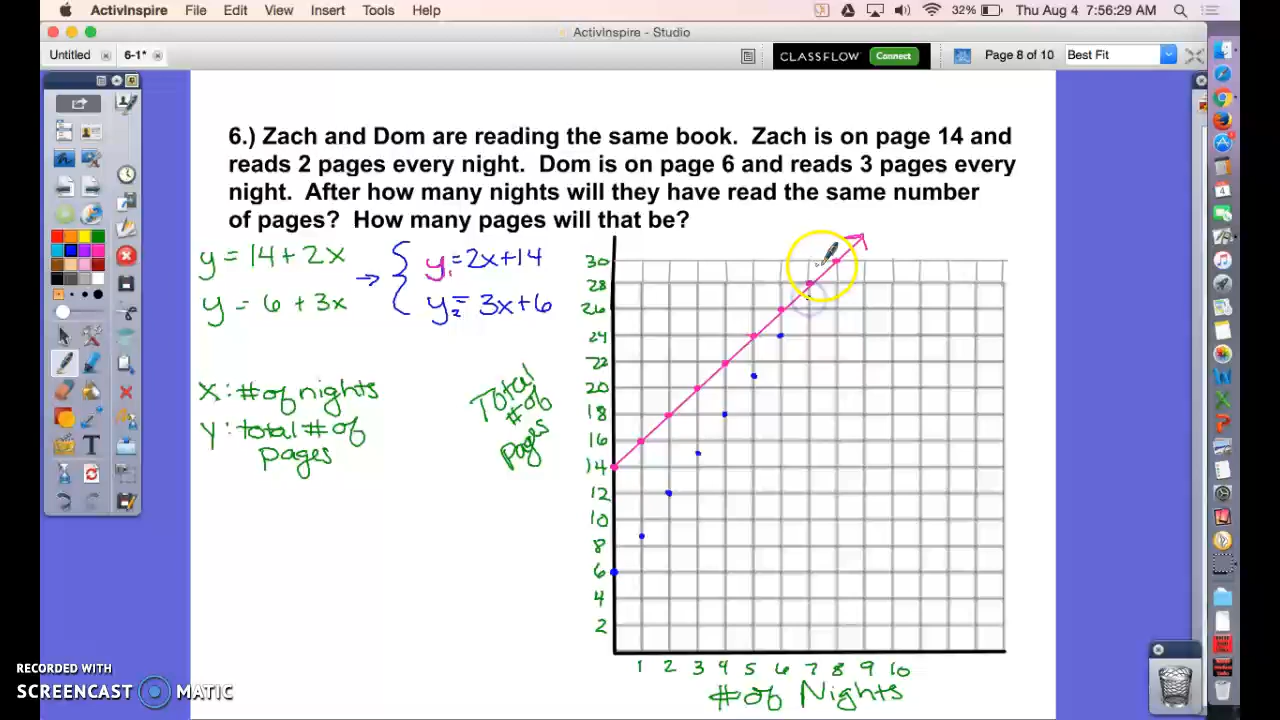 ActivInspire File Edit View Insert Tools Help 32% Thu Aug 4 7:56:29 AM
ActivInspire - Studio
Untitled 6-1* CLASSFLOW Connect Page 8 of 10 Best Fit
6.) Zach and Dom are reading the same book. Zach is on page 14 and
reads 2 pages every night. Dom is on page 6 and reads 3 pages every
night. After how many nights will they have read the same number
of pages? How many pages will that be?
y = 14 + 2x → { y₁ = 2x+14
y = 6 + 3x y₂ = 3x+6
X: # of nights
Y: total # of
pages
Total
# of
pages
30
28
26
24
22
20
18
16
14
12
10
8
6
4
2
1 2 3 4 5 6 7 8 9 10
# of Nights
RECORDED WITH
SCREENCAST MATIC